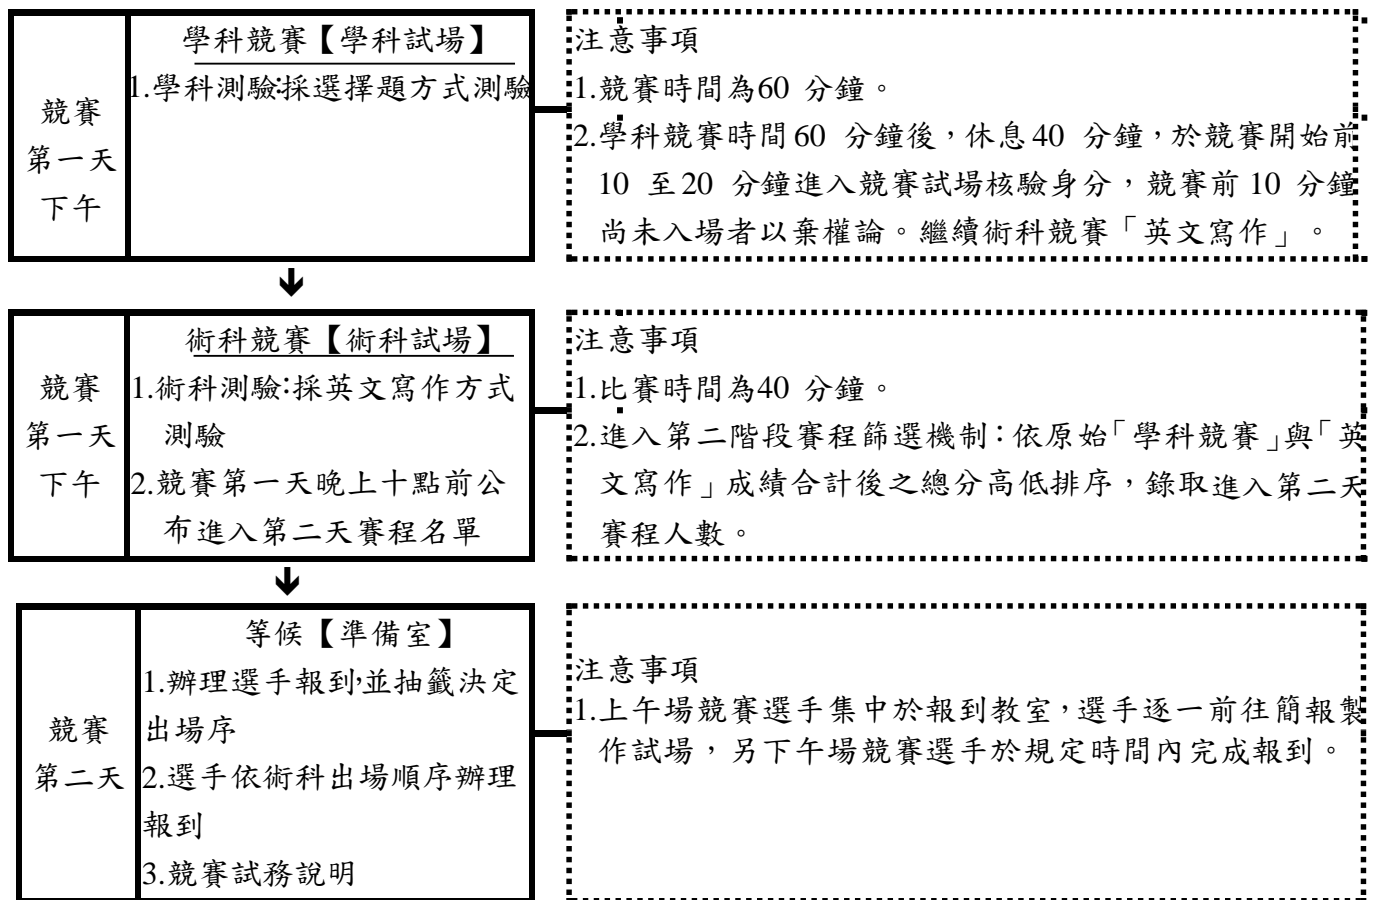 學科競賽【學科試場】
競賽
第一天
下午
1.學科測驗:採選擇題方式測驗
注意事項
1.競賽時間為60 分鐘。
2.學科競賽時間 60 分鐘後，休息 40 分鐘，於競賽開始前
10 至 20 分鐘進入競賽試場核驗身分，競賽前 10 分鐘
尚未入場者以棄權論。繼續術科競賽「英文寫作」。
術科競賽【術科試場】
競賽
第一天
下午
1.術科測驗:採英文寫作方式
測驗
2.競賽第一天晚上十點前公
布進入第二天賽程名單
注意事項
1.比賽時間為40 分鐘。
2.進入第二階段賽程篩選機制：依原始「學科競賽」與「英
文寫作」成績合計後之總分高低排序，錄取進入第二天
賽程人數。
等候【準備室】
競賽
第二天
1.辦理選手報到,並抽籤決定
出場序
2.選手依術科出場順序辦理
報到
3.競賽試務說明
注意事項
1.上午場競賽選手集中於報到教室，選手逐一前往簡報製
作試場，另下午場競賽選手於規定時間內完成報到。